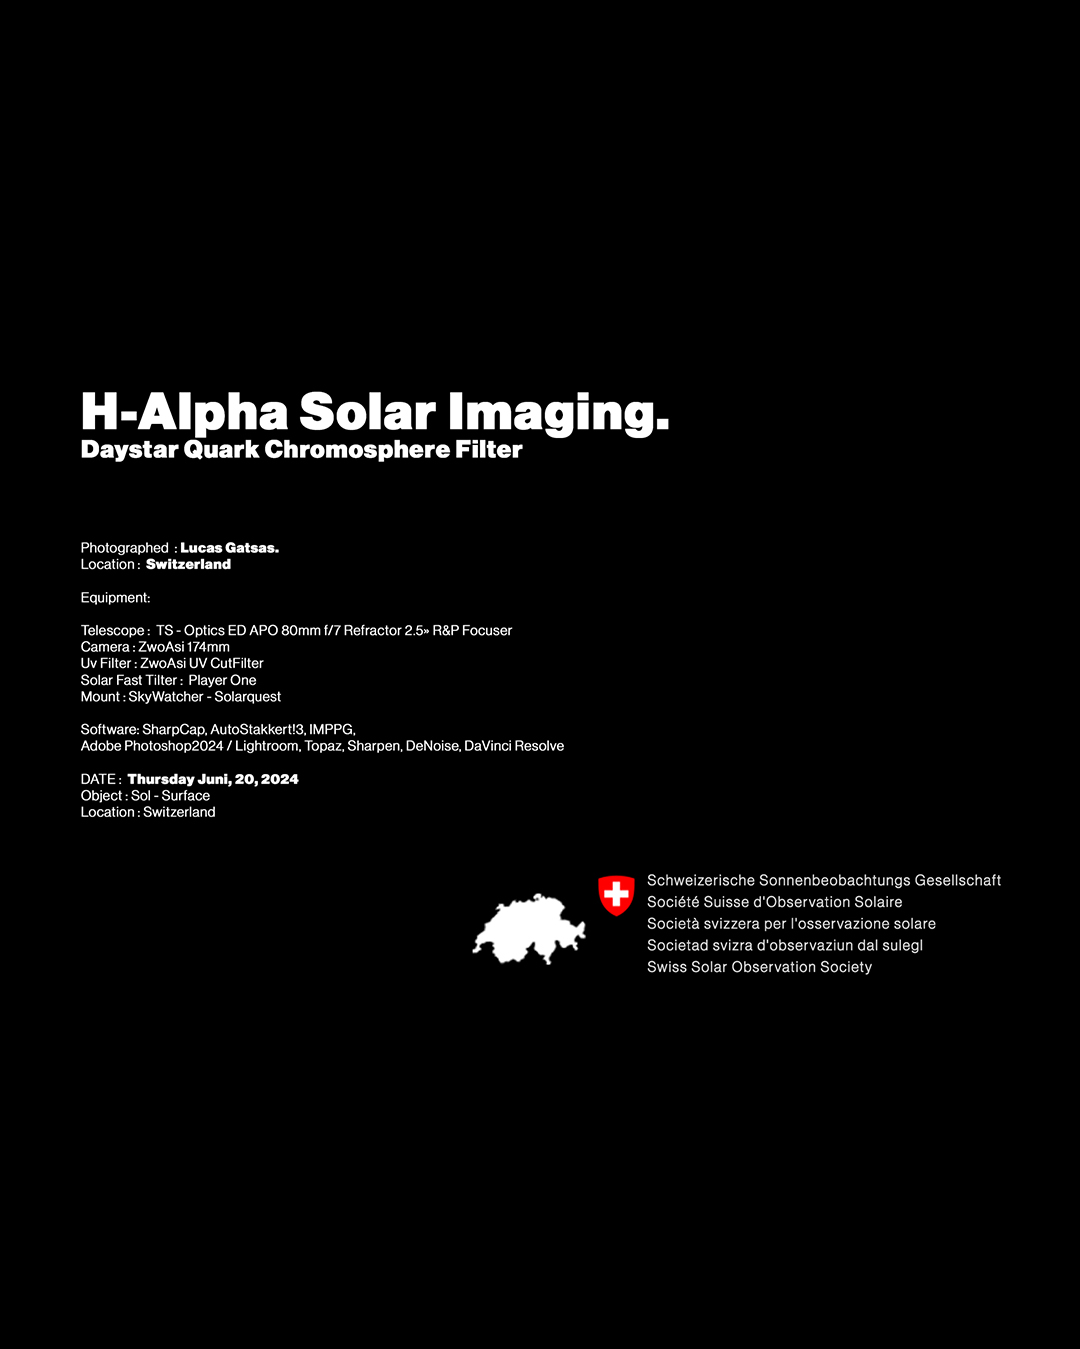 H-Alpha Solar Imaging.
Daystar Quark Chromosphere Filter
Photographed : Lucas Gatsas.
Location : Switzerland
Equipment:
Telescope : TS - Optics ED APO 80mm f/7 Refractor 2.5» R&P Focuser
Camera : ZwoAsi 174mm
Uv Filter : ZwoAsi UV CutFilter
Solar Fast Tilter : Player One
Mount : SkyWatcher - Solarquest
Software: SharpCap, AutoStakkert!3, IMPPG,
Adobe Photoshop2024 / Lightroom, Topaz, Sharpen, DeNoise, DaVinci Resolve
DATE : Thursday Juni, 20, 2024
Object : Sol - Surface
Location : Switzerland
Schweizerische Sonnenbeobachtungs Gesellschaft
Société Suisse d'Observation Solaire
Società svizzera per l'osservazione solare
Societad svizra d'observaziun dal sulegl
Swiss Solar Observation Society